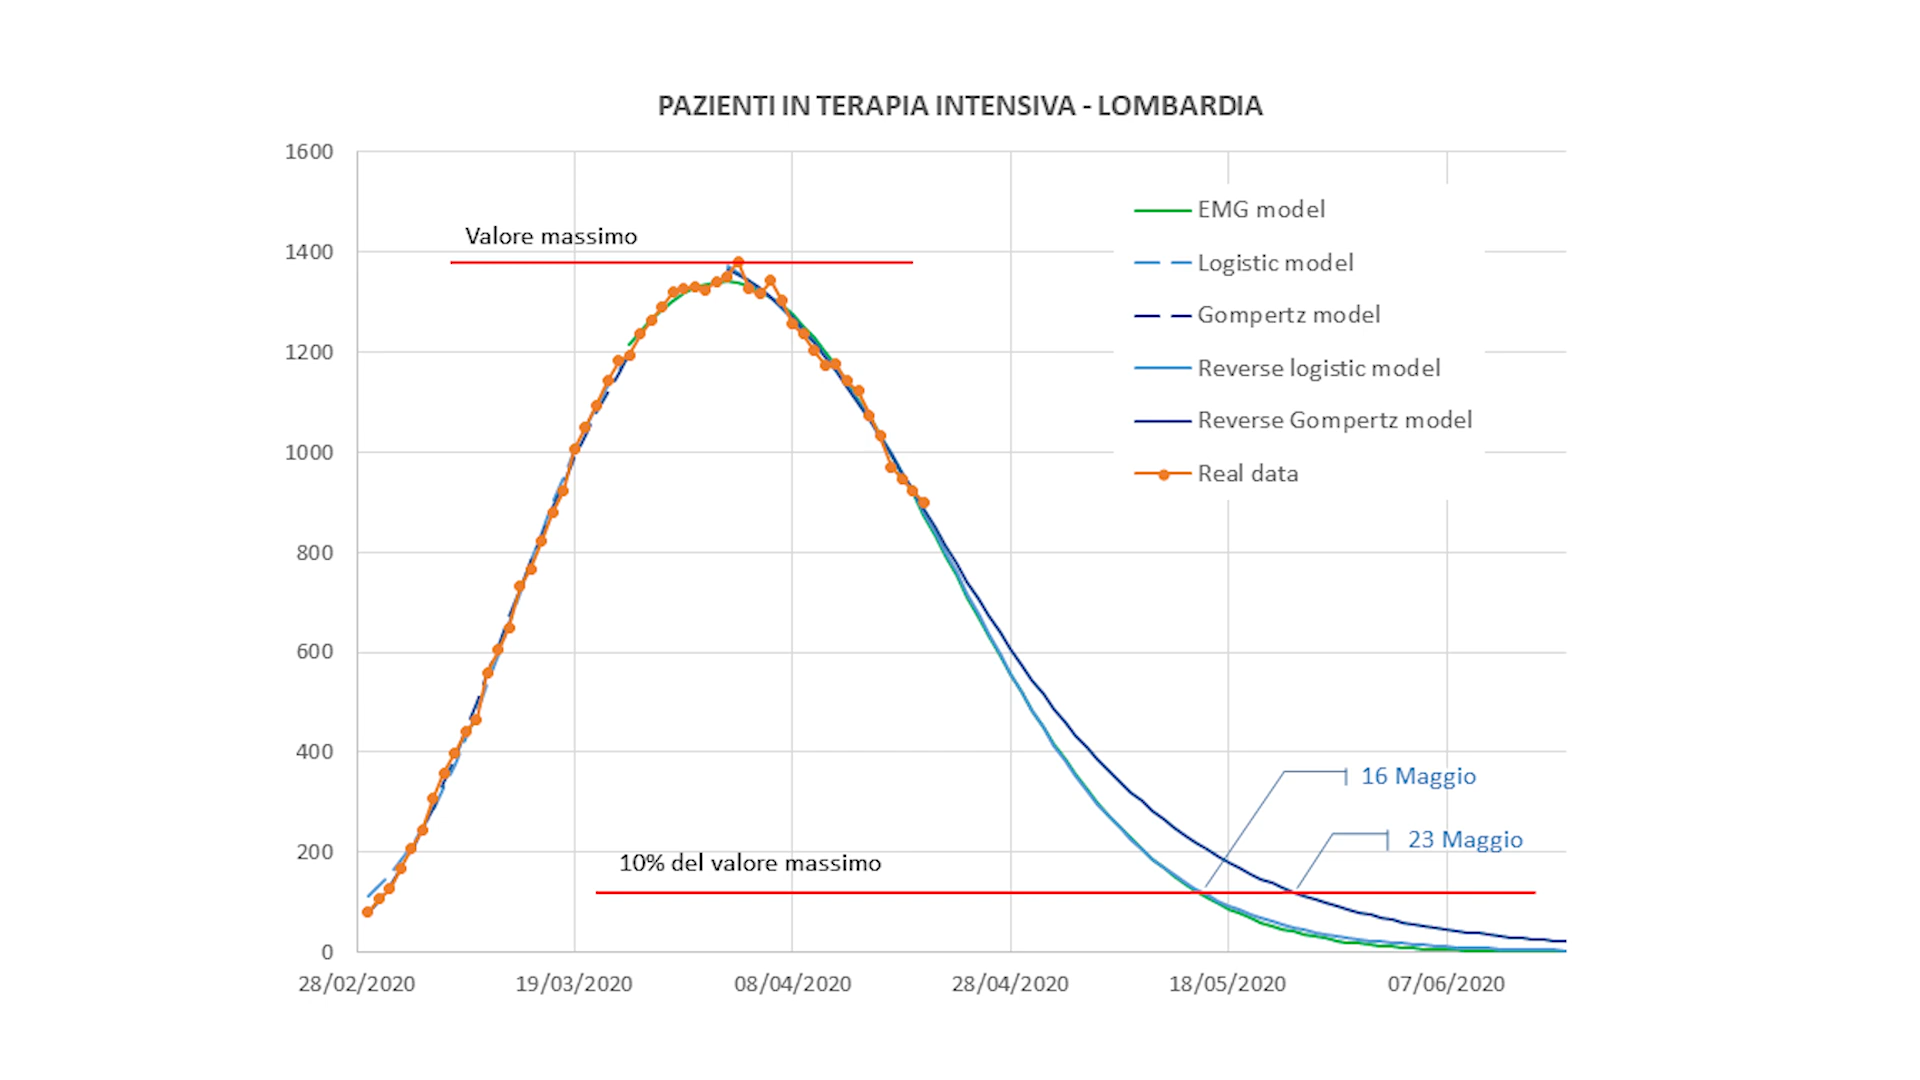 PAZIENTI IN TERAPIA INTENSIVA - LOMBARDIA
1600
1400
1200
1000
800
600
400
200
0
Valore massimo
EMG model
Logistic model
Gompertz model
Reverse logistic model
Reverse Gompertz model
Real data
16 Maggio
23 Maggio
10% del valore massimo
28/02/2020
19/03/2020
08/04/2020
28/04/2020
18/05/2020
07/06/2020